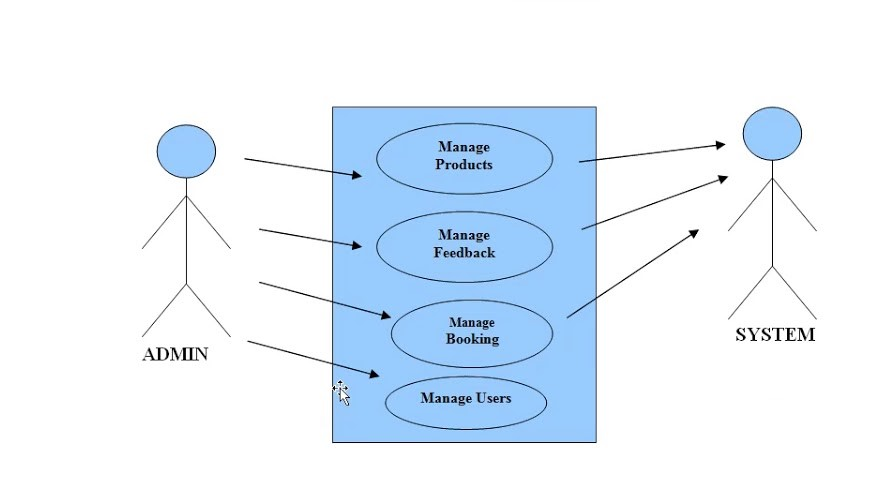 Manage
Products
Manage
Feedback
Manage
Booking
Manage Users
ADMIN
SYSTEM